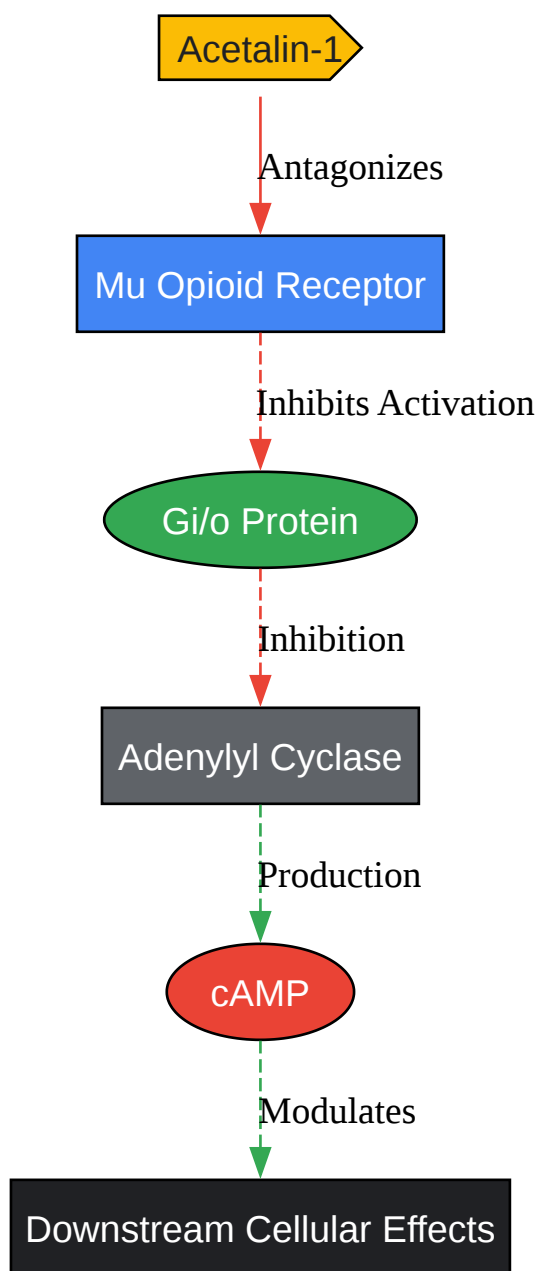 Acetalin-1
Antagonizes
Mu Opioid Receptor
Inhibits Activation
Gi/o Protein
Inhibition
Adenylyl Cyclase
Production
cAMP
Modulates
Downstream Cellular Effects